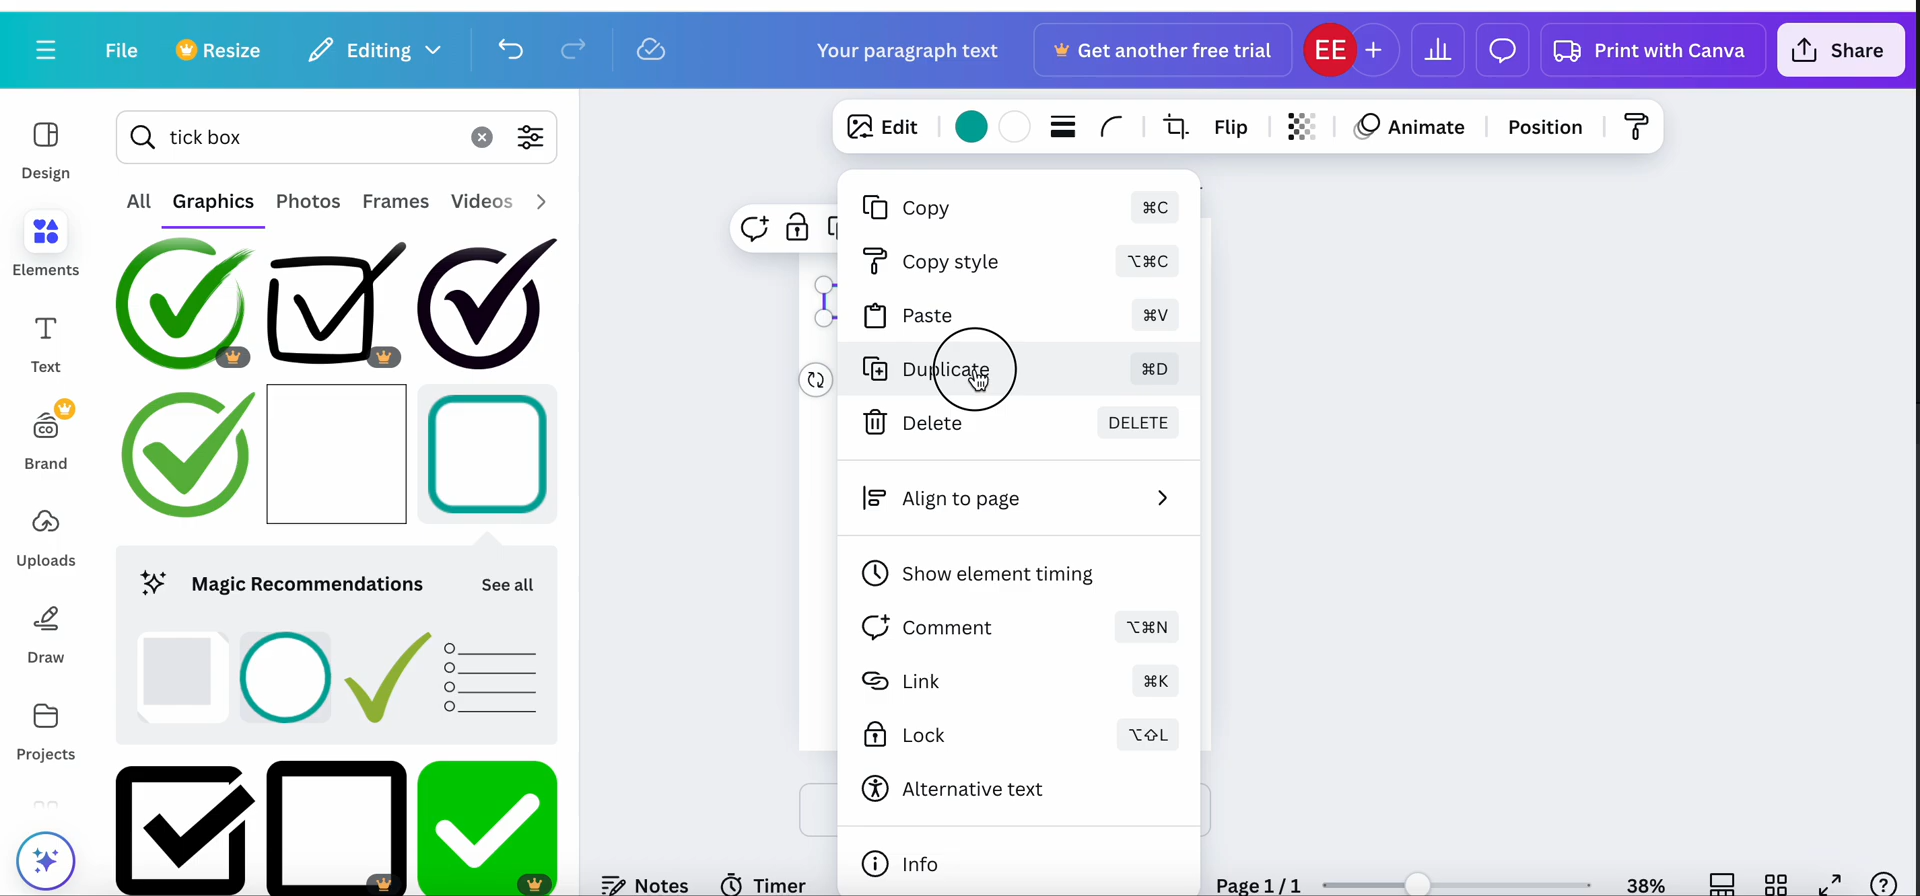 File
Resize
Editing
Your paragraph text
Get another free trial
EE
+
Print with Canva
Share
Design
Elements
Text
Brand
Uploads
Draw
Projects
tick box
All
Graphics
Photos
Frames
Videos
CO
Magic Recommendations
See all
Edit
Flip
Animate
Position
Copy ⌘C
Copy style ⌥⌘C
Paste ⌘V
Duplicate ⌘D
Delete DELETE
Align to page
Show element timing
Comment ⌥⌘N
Link ⌘K
Lock ⌥⇧L
Alternative text
Info
Notes
Timer
Page 1 / 1
38%
?